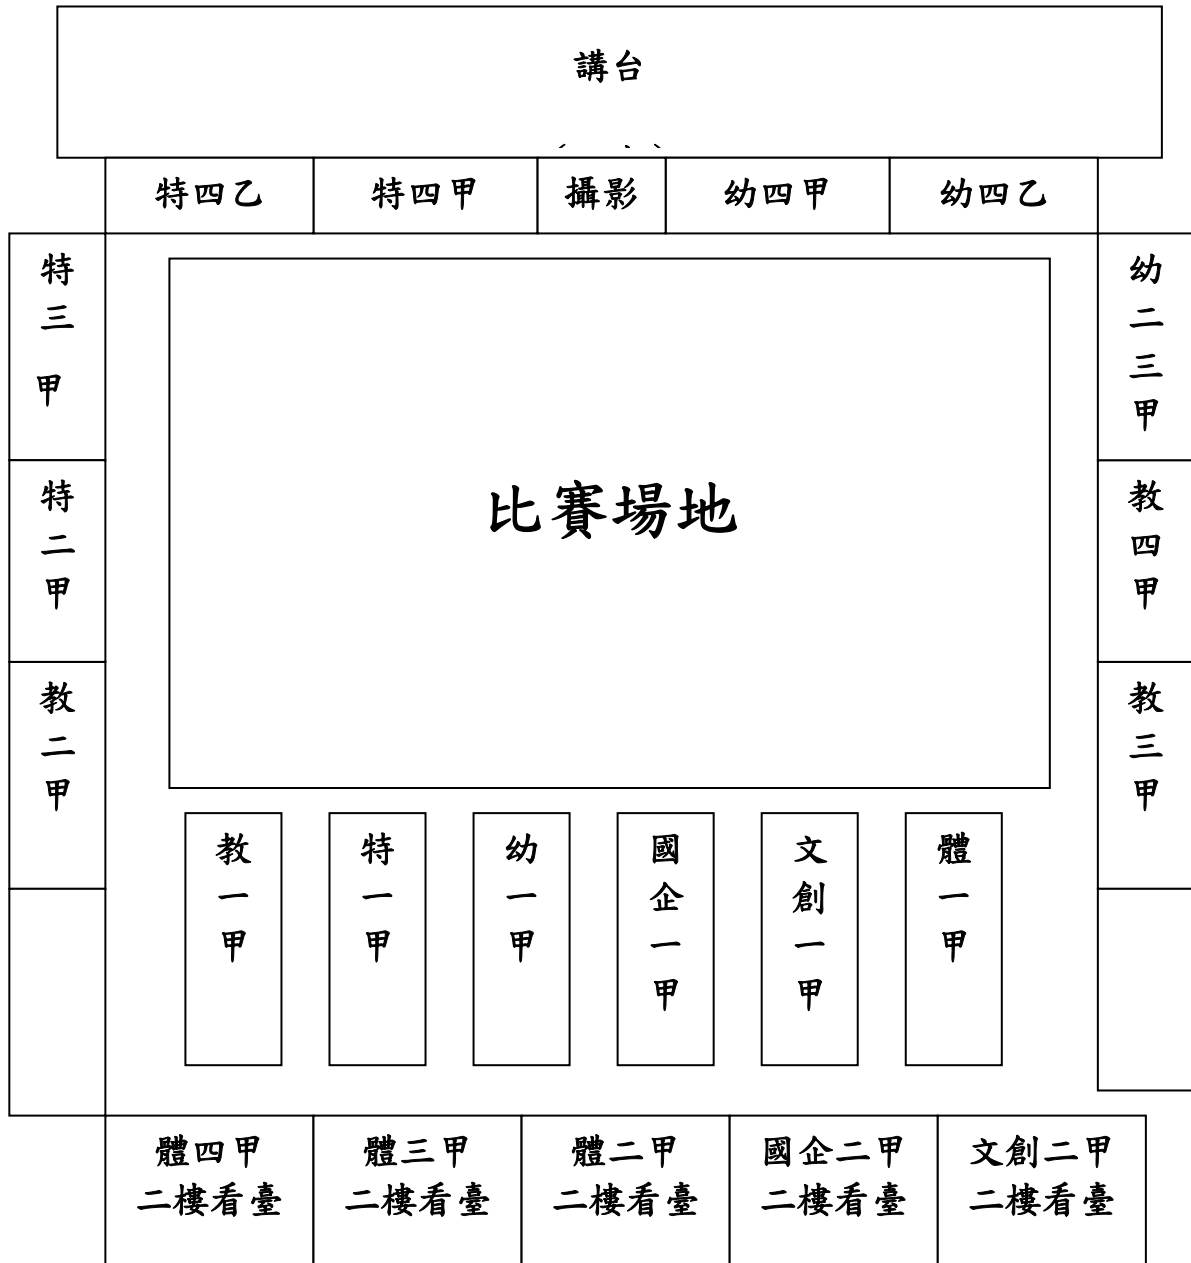 講台
特四乙
特四甲
攝影
幼四甲
幼四乙
特三甲
幼二三甲
比賽場地
特二甲
教四甲
教二甲
教三甲
教一甲
特一甲
幼一甲
國企一甲
文創一甲
體一甲
體四甲
二樓看臺
體三甲
二樓看臺
體二甲
二樓看臺
國企二甲
二樓看臺
文創二甲
二樓看臺